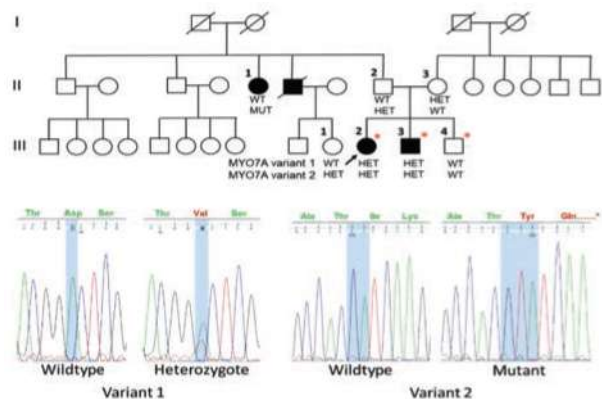 I
II
III
1
WT
MUT
2
WT
HET
3
HET
WT
1
2
3
4
MYO7A variant 1 WT HET HET WT
MYO7A variant 2 HET HET HET WT
Thr Asp Ser
Thr Val Ser
Ala Thr Ile Lys
Ala Thr Tyr Gln......*
Wildtype Heterozygote Wildtype Mutant
Variant 1 Variant 2